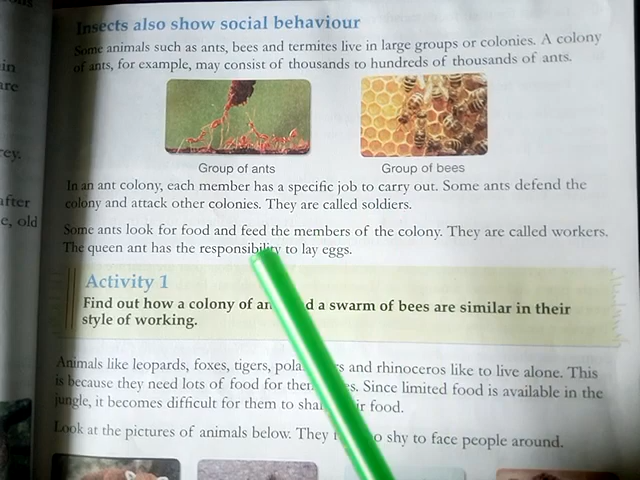 in
are
ey.
after
e, old
Insects also show social behaviour
Some animals such as ants, bees and termites live in large groups or colonies. A colony
of ants, for example, may consist of thousands to hundreds of thousands of ants.
Group of ants
Group of bees
In an ant colony, each member has a specific job to carry out. Some ants defend the
colony and attack other colonies. They are called soldiers.
Some ants look for food and feed the members of the colony. They are called workers.
The queen ant has the responsibility to lay eggs.
Activity 1
Find out how a colony of an d a swarm of bees are similar in their
style of working.
Animals like leopards, foxes, tigers, pola s and rhinoceros like to live alone. This
is because they need lots of food for the es. Since limited food is available in the
jungle, it becomes difficult for them to sha ir food.
Look at the pictures of animals below. They o shy to face people around.